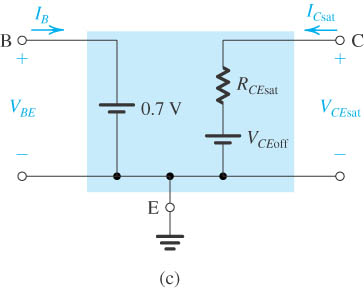 I_B I_Csat
B C
+ +
R_CEsat
V_BE 0.7 V V_CEsat
V_CEoff
− −
E
(c)